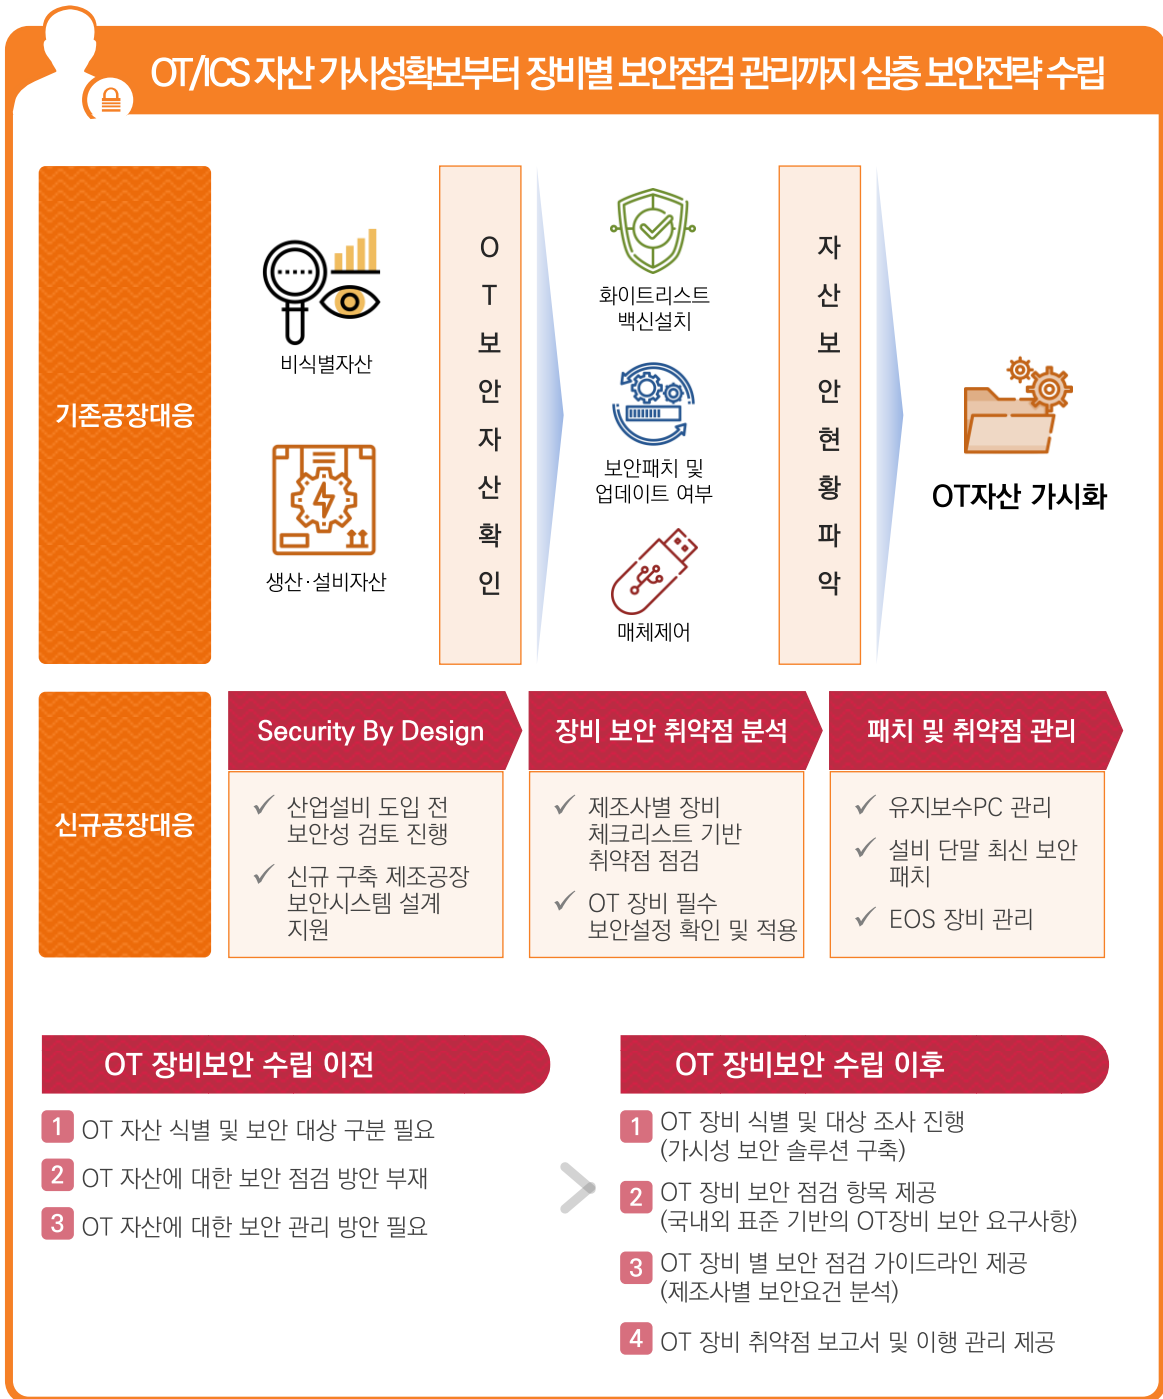 OT/ICS 자산 가시성확보부터 장비별 보안점검 관리까지 심층 보안전략 수립
기존공장대응
비식별자산
생산·설비자산
OT보안자산확인
화이트리스트
백신설치
보안패치 및
업데이트 여부
매체제어
자산보안현황파악
OT자산 가시화
신규공장대응
Security By Design
산업설비 도입 전
보안성 검토 진행
신규 구축 제조공장
보안시스템 설계
지원
장비 보안 취약점 분석
제조사별 장비
체크리스트 기반
취약점 점검
OT 장비 필수
보안설정 확인 및 적용
패치 및 취약점 관리
유지보수PC 관리
설비 단말 최신 보안
패치
EOS 장비 관리
OT 장비보안 수립 이전
1 OT 자산 식별 및 보안 대상 구분 필요
2 OT 자산에 대한 보안 점검 방안 부재
3 OT 자산에 대한 보안 관리 방안 필요
OT 장비보안 수립 이후
1 OT 장비 식별 및 대상 조사 진행
(가시성 보안 솔루션 구축)
2 OT 장비 보안 점검 항목 제공
(국내외 표준 기반의 OT장비 보안 요구사항)
3 OT 장비 별 보안 점검 가이드라인 제공
(제조사별 보안요건 분석)
4 OT 장비 취약점 보고서 및 이행 관리 제공